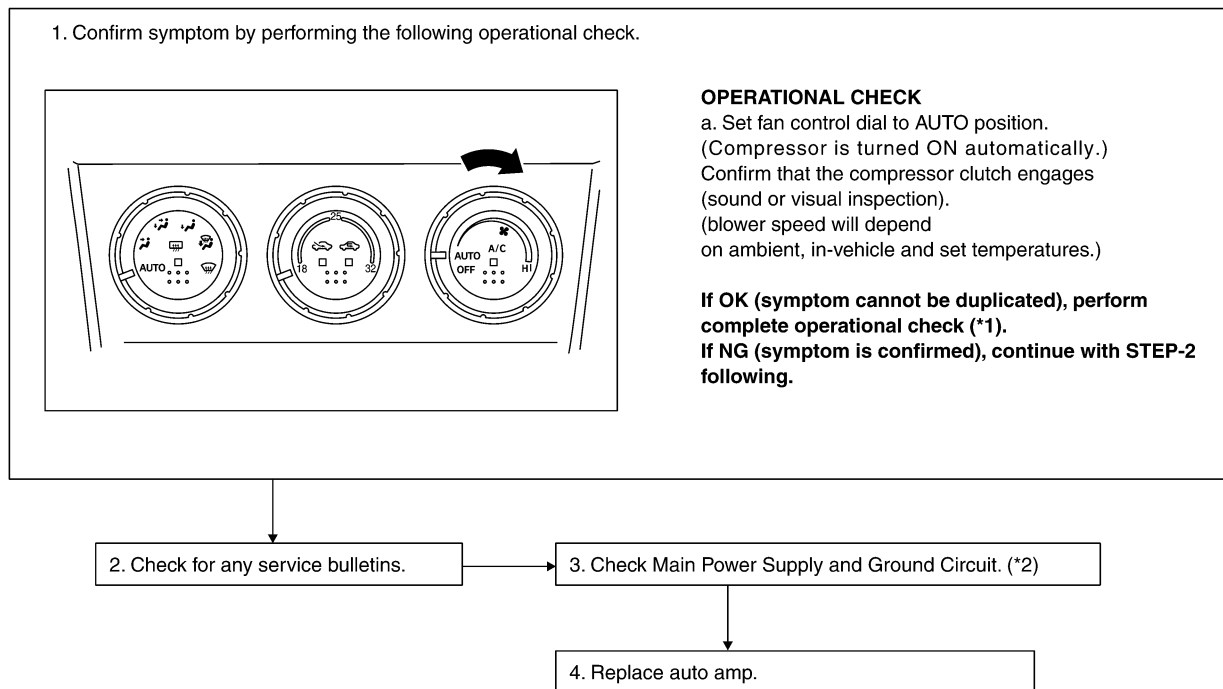 1. Confirm symptom by performing the following operational check.
OPERATIONAL CHECK
a. Set fan control dial to AUTO position.
(Compressor is turned ON automatically.)
Confirm that the compressor clutch engages
(sound or visual inspection).
(blower speed will depend
on ambient, in-vehicle and set temperatures.)
If OK (symptom cannot be duplicated), perform
complete operational check (*1).
If NG (symptom is confirmed), continue with STEP-2
following.
AUTO
25
18
32
A/C
AUTO
OFF
HI
2. Check for any service bulletins.
3. Check Main Power Supply and Ground Circuit. (*2)
4. Replace auto amp.